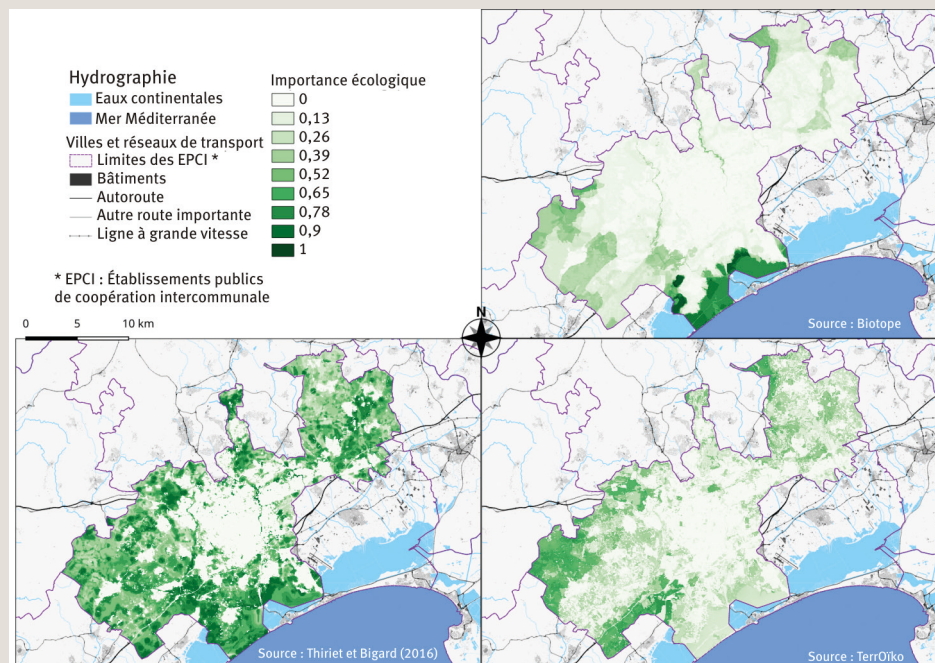 Hydrographie
Eaux continentales
Mer Méditerranée
Villes et réseaux de transport
Limites des EPCI *
Bâtiments
Autoroute
Autre route importante
Ligne à grande vitesse
* EPCI : Établissements publics
de coopération intercommunale
Importance écologique
0
0,13
0,26
0,39
0,52
0,65
0,78
0,9
1
0 5 10 km
N
Source : Biotope
Source : Thiriet et Bigard (2016)
Source : TerrOïko